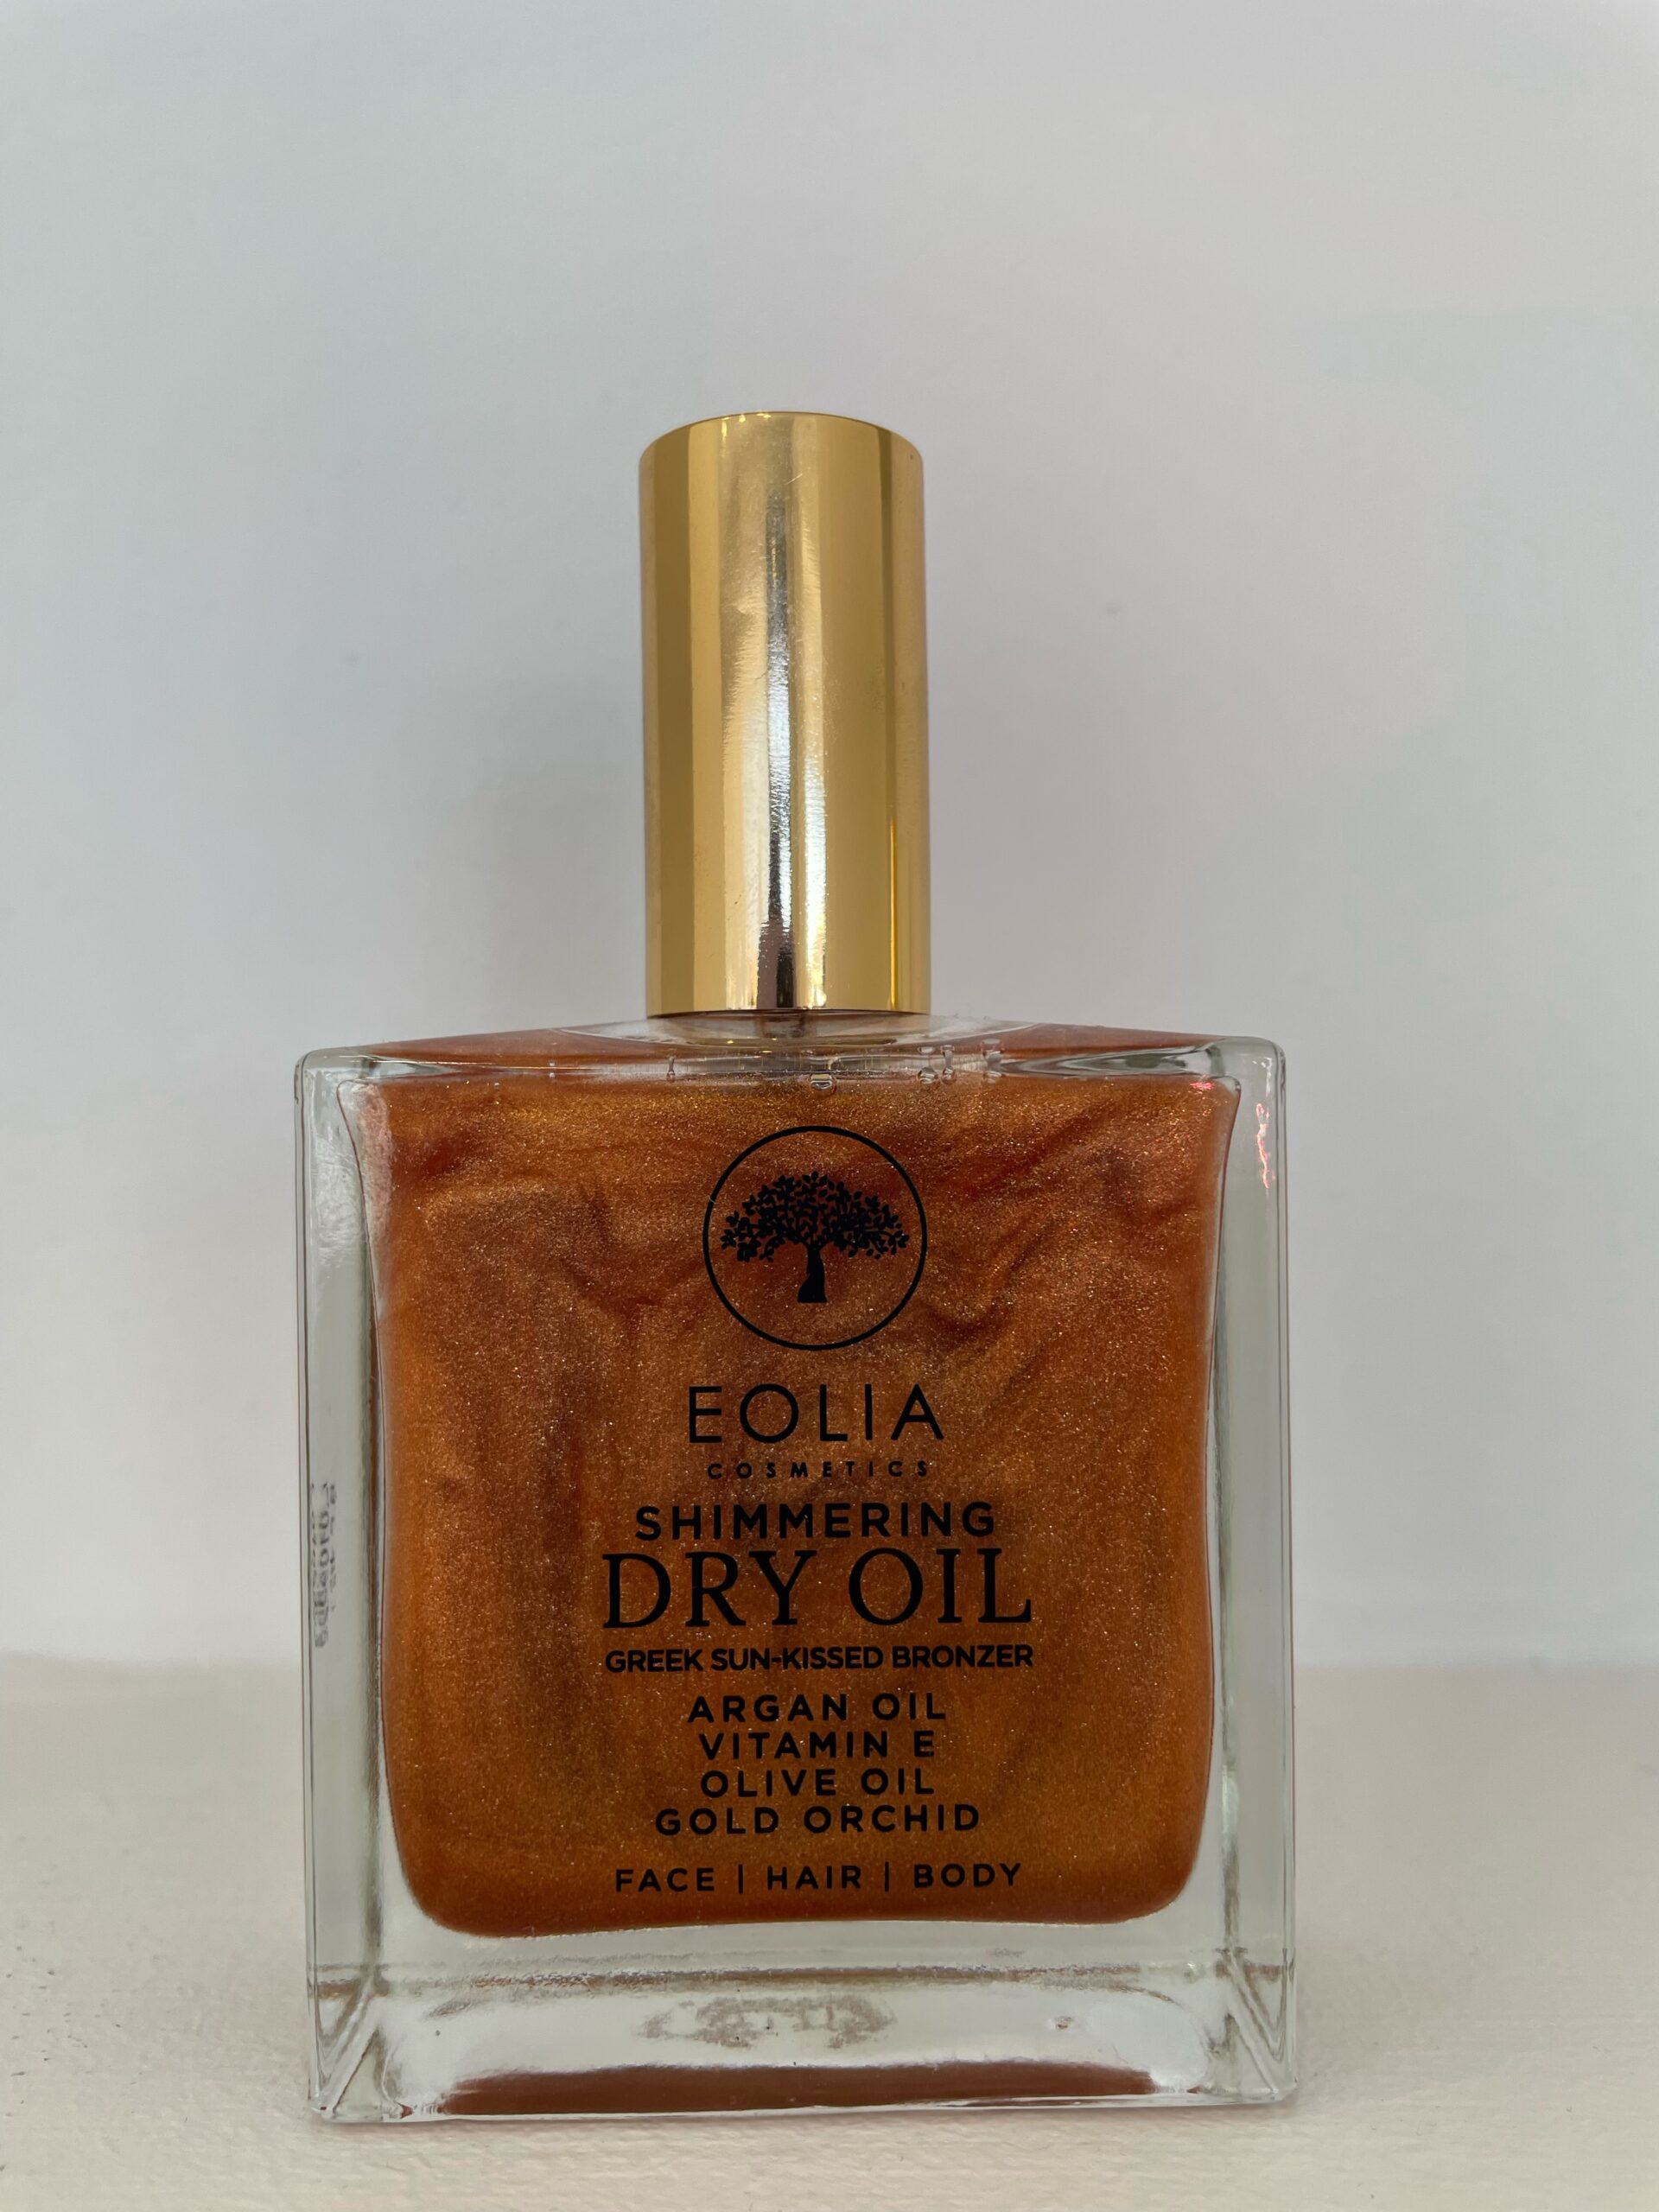 EOLIA
COSMETICS
SHIMMERING
DRY OIL
GREEK SUN-KISSED BRONZER
ARGAN OIL
VITAMIN E
OLIVE OIL
GOLD ORCHID
FACE | HAIR | BODY